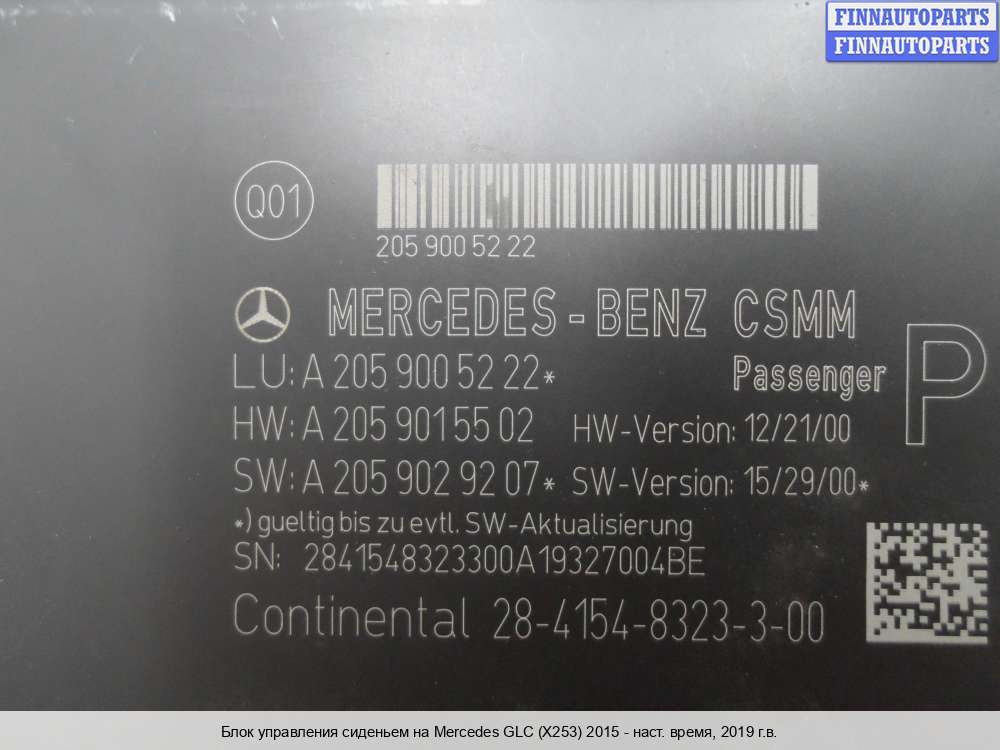 FINNAUTOPARTS
FINNAUTOPARTS
Q01
205 900 52 22
MERCEDES-BENZ CSMM
LU: A 205 900 52 22*
Passenger
P
HW: A 205 901 55 02 HW-Version: 12/21/00
SW: A 205 902 92 07* SW-Version: 15/29/00*
*) gueltig bis zu evtl. SW-Aktualisierung
SN: 2841548323300A19327004BE
Continental 28-4154-8323-3-00
Блок управления сиденьем на Mercedes GLC (X253) 2015 - наст. время, 2019 г.в.